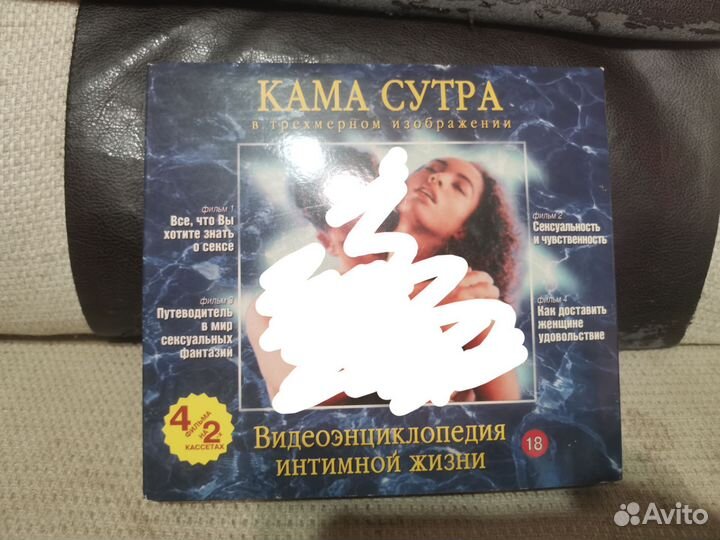 КАМА СУТРА
в трехмерном изображении
фильм 1
Все, что Вы
хотите знать
о сексе
фильм 2
Сексуальность
и чувственность
фильм 3
Путеводитель
в мир
сексуальных
фантазий
фильм 4
Как доставить
женщине
удовольствие
4
ФИЛЬМА
НА
2х
КАССЕТАХ
Видеоэнциклопедия
интимной жизни
18
Avito